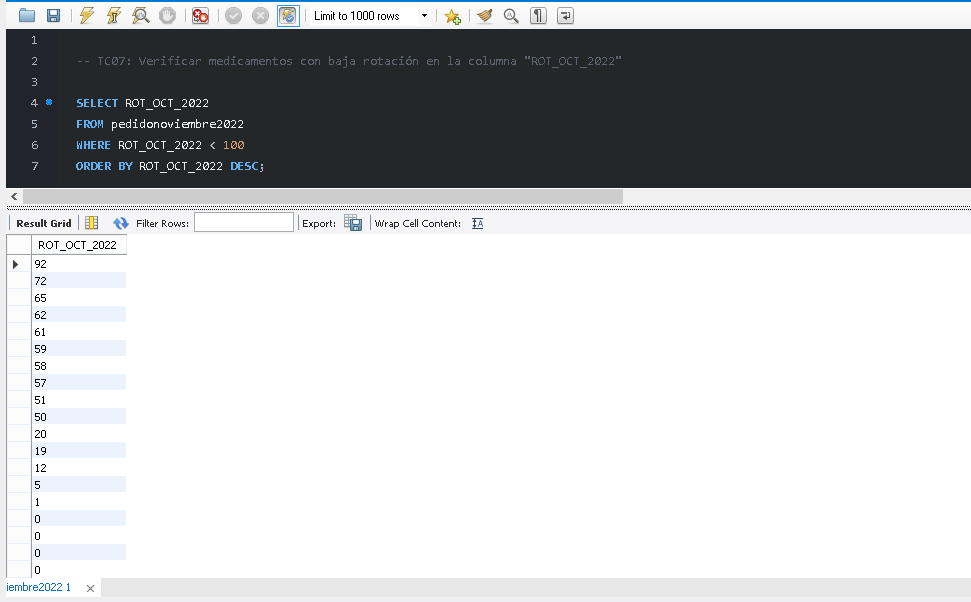 Limit to 1000 rows
1
2 -- TC07: Verificar medicamentos con baja rotación en la columna "ROT_OCT_2022"
3
4 SELECT ROT_OCT_2022
5 FROM pedidonoviembre2022
6 WHERE ROT_OCT_2022 < 100
7 ORDER BY ROT_OCT_2022 DESC;
Result Grid Filter Rows: Export: Wrap Cell Content: IA
ROT_OCT_2022
92
72
65
62
61
59
58
57
51
50
20
19
12
5
1
0
0
0
0
iembre2022 1